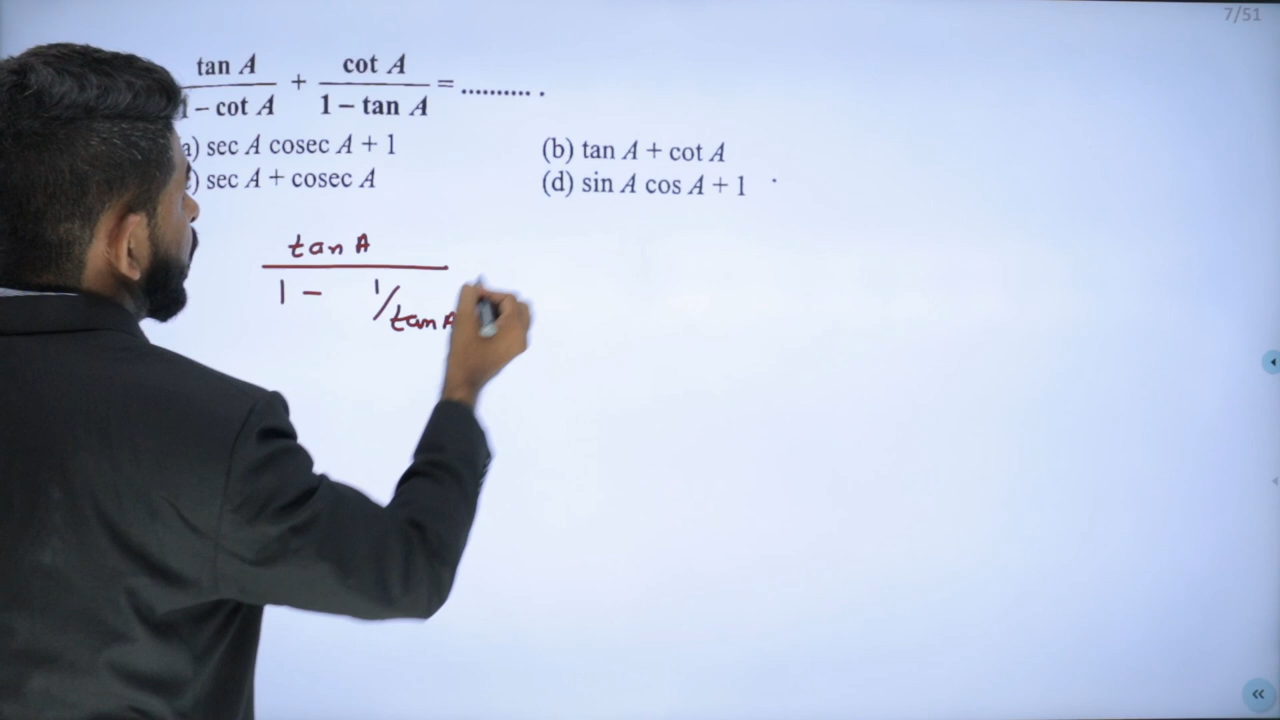 7/51
tan A / 1 – cot A + cot A / 1 – tan A = .......... .
a) sec A cosec A + 1 (b) tan A + cot A
) sec A + cosec A (d) sin A cos A + 1
tan A
1 – 1/tan A